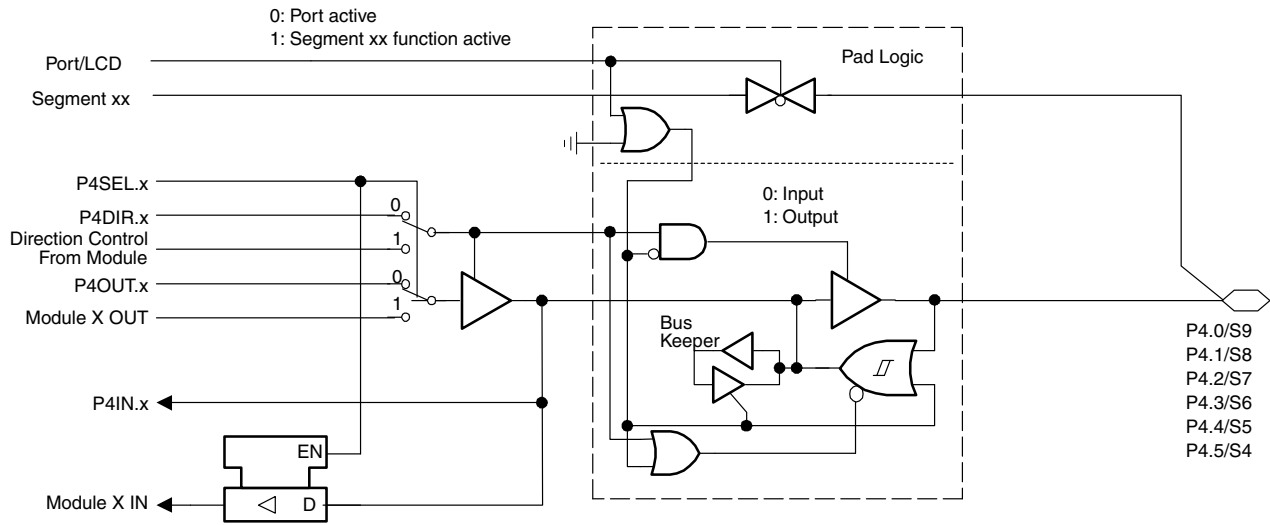 0: Port active
1: Segment xx function active
Port/LCD
Segment xx
Pad Logic
P4SEL.x
0: Input
1: Output
0
P4DIR.x
1
Direction Control
From Module
0
P4OUT.x
1
Module X OUT
Bus
Keeper
P4.0/S9
P4.1/S8
P4.2/S7
P4.3/S6
P4.4/S5
P4.5/S4
P4IN.x
EN
Module X IN
D